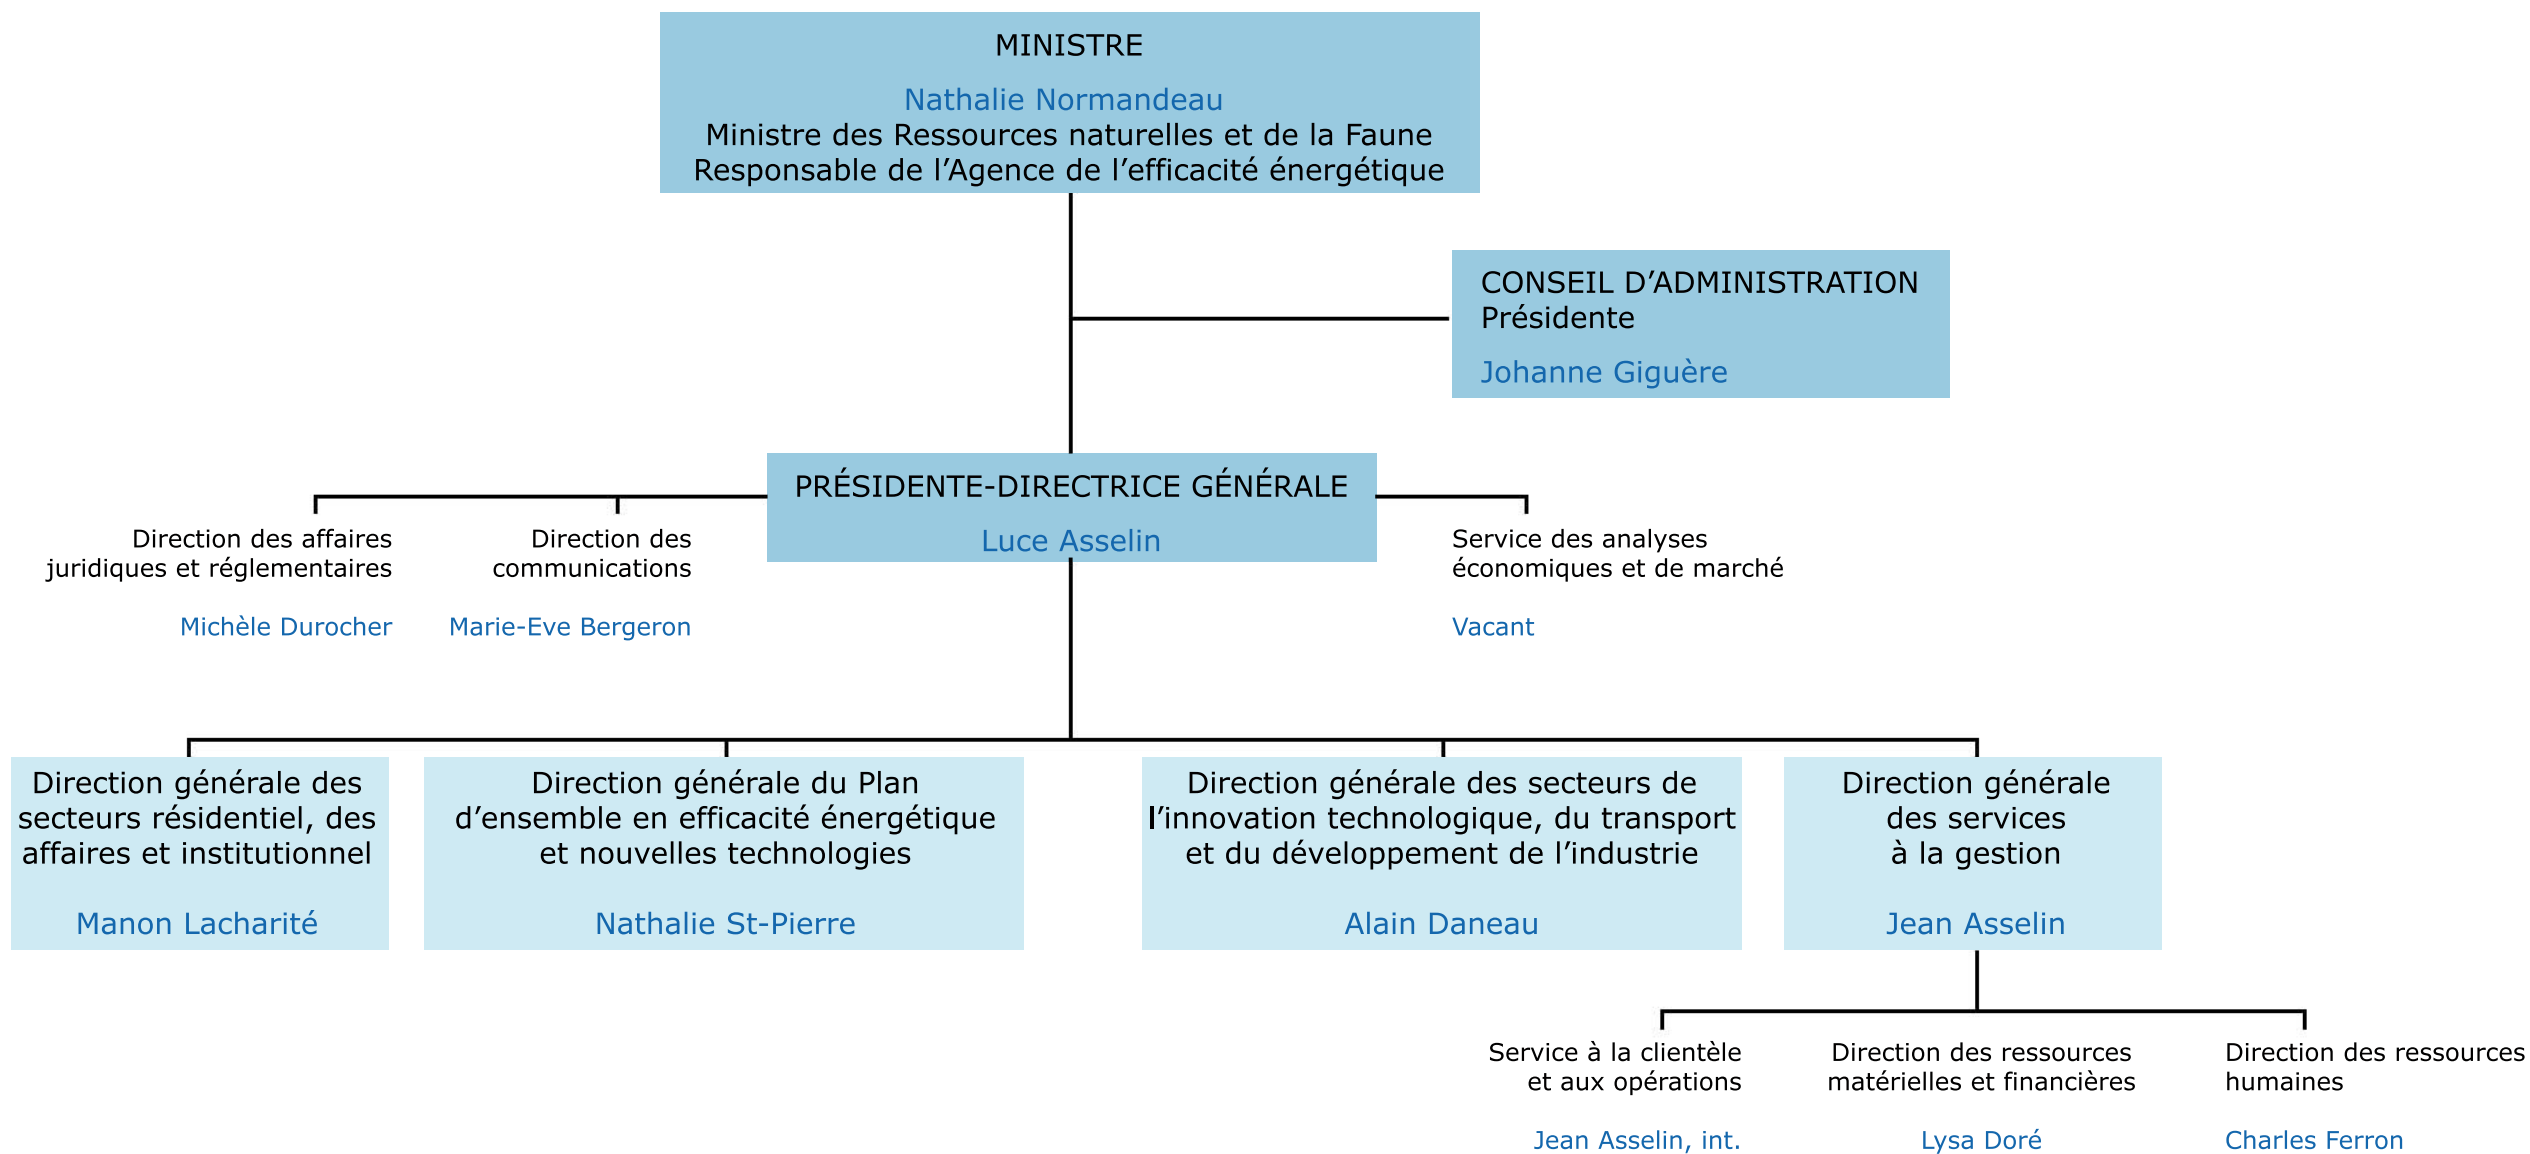 MINISTRE
Nathalie Normandeau
Ministre des Ressources naturelles et de la Faune
Responsable de l’Agence de l’efficacité énergétique
CONSEIL D’ADMINISTRATION
Présidente
Johanne Giguère
PRÉSIDENTE-DIRECTRICE GÉNÉRALE
Luce Asselin
Direction des affaires
juridiques et réglementaires
Michèle Durocher
Direction des
communications
Marie-Eve Bergeron
Service des analyses
économiques et de marché
Vacant
Direction générale des
secteurs résidentiel, des
affaires et institutionnel
Manon Lacharité
Direction générale du Plan
d’ensemble en efficacité énergétique
et nouvelles technologies
Nathalie St-Pierre
Direction générale des secteurs de
l’innovation technologique, du transport
et du développement de l’industrie
Alain Daneau
Direction générale
des services
à la gestion
Jean Asselin
Service à la clientèle
et aux opérations
Jean Asselin, int.
Direction des ressources
matérielles et financières
Lysa Doré
Direction des ressources
humaines
Charles Ferron